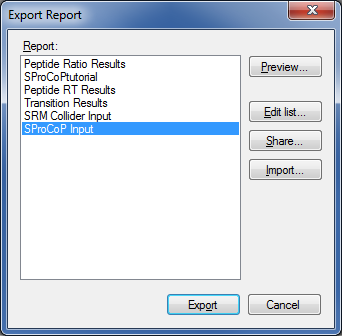 Export Report
Report:
Peptide Ratio Results
SProCoPtutorial
Peptide RT Results
Transition Results
SRM Collider Input
SProCoP Input
Preview...
Edit list...
Share...
Import...
Export
Cancel